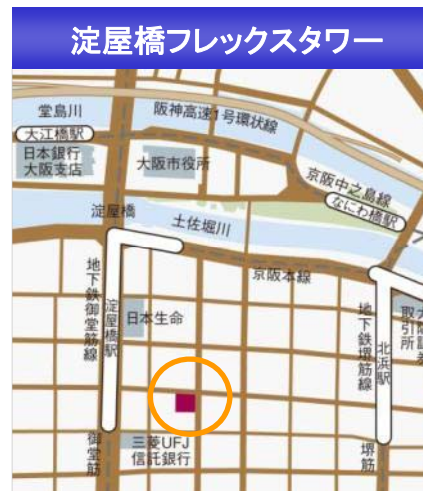 淀屋橋フレックスタワー
堂島川
阪神高速1号環状線
大江橋駅
日本銀行
大阪支店
大阪市役所
京阪中之島線
なにわ橋駅
淀屋橋
土佐堀川
京阪本線
地下鉄御堂筋線
淀屋橋駅
日本生命
地下鉄堺筋線
北浜駅
取引所
御堂筋
三菱UFJ
信託銀行
堺筋